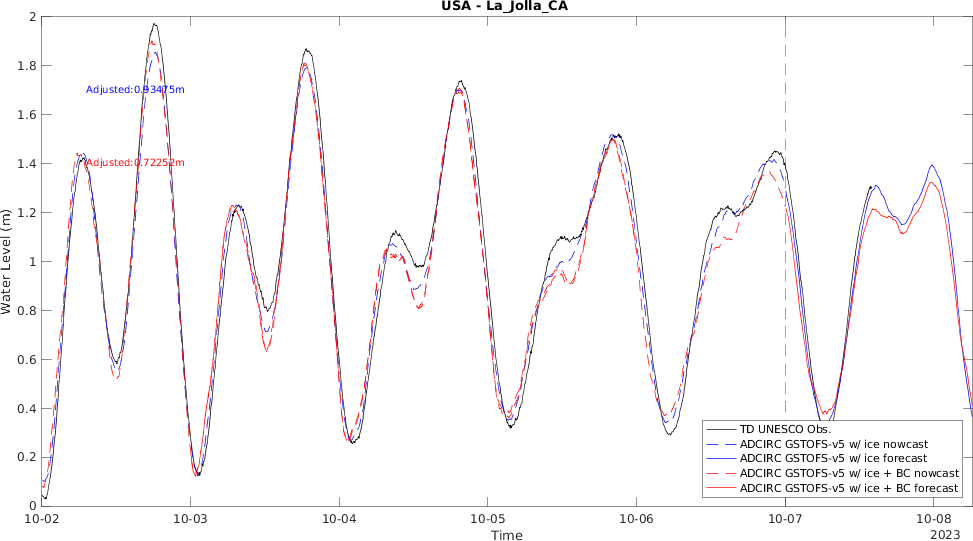 USA - La_Jolla_CA
2
1.8
1.6
1.4
1.2
1
0.8
0.6
0.4
0.2
0
Water Level (m)
Adjusted:0.93475m
Adjusted:0.72252m
TD UNESCO Obs.
ADCIRC GSTOFS-v5 w/ ice nowcast
ADCIRC GSTOFS-v5 w/ ice forecast
ADCIRC GSTOFS-v5 w/ ice + BC nowcast
ADCIRC GSTOFS-v5 w/ ice + BC forecast
10-02 10-03 10-04 10-05 10-06 10-07 10-08
Time
2023